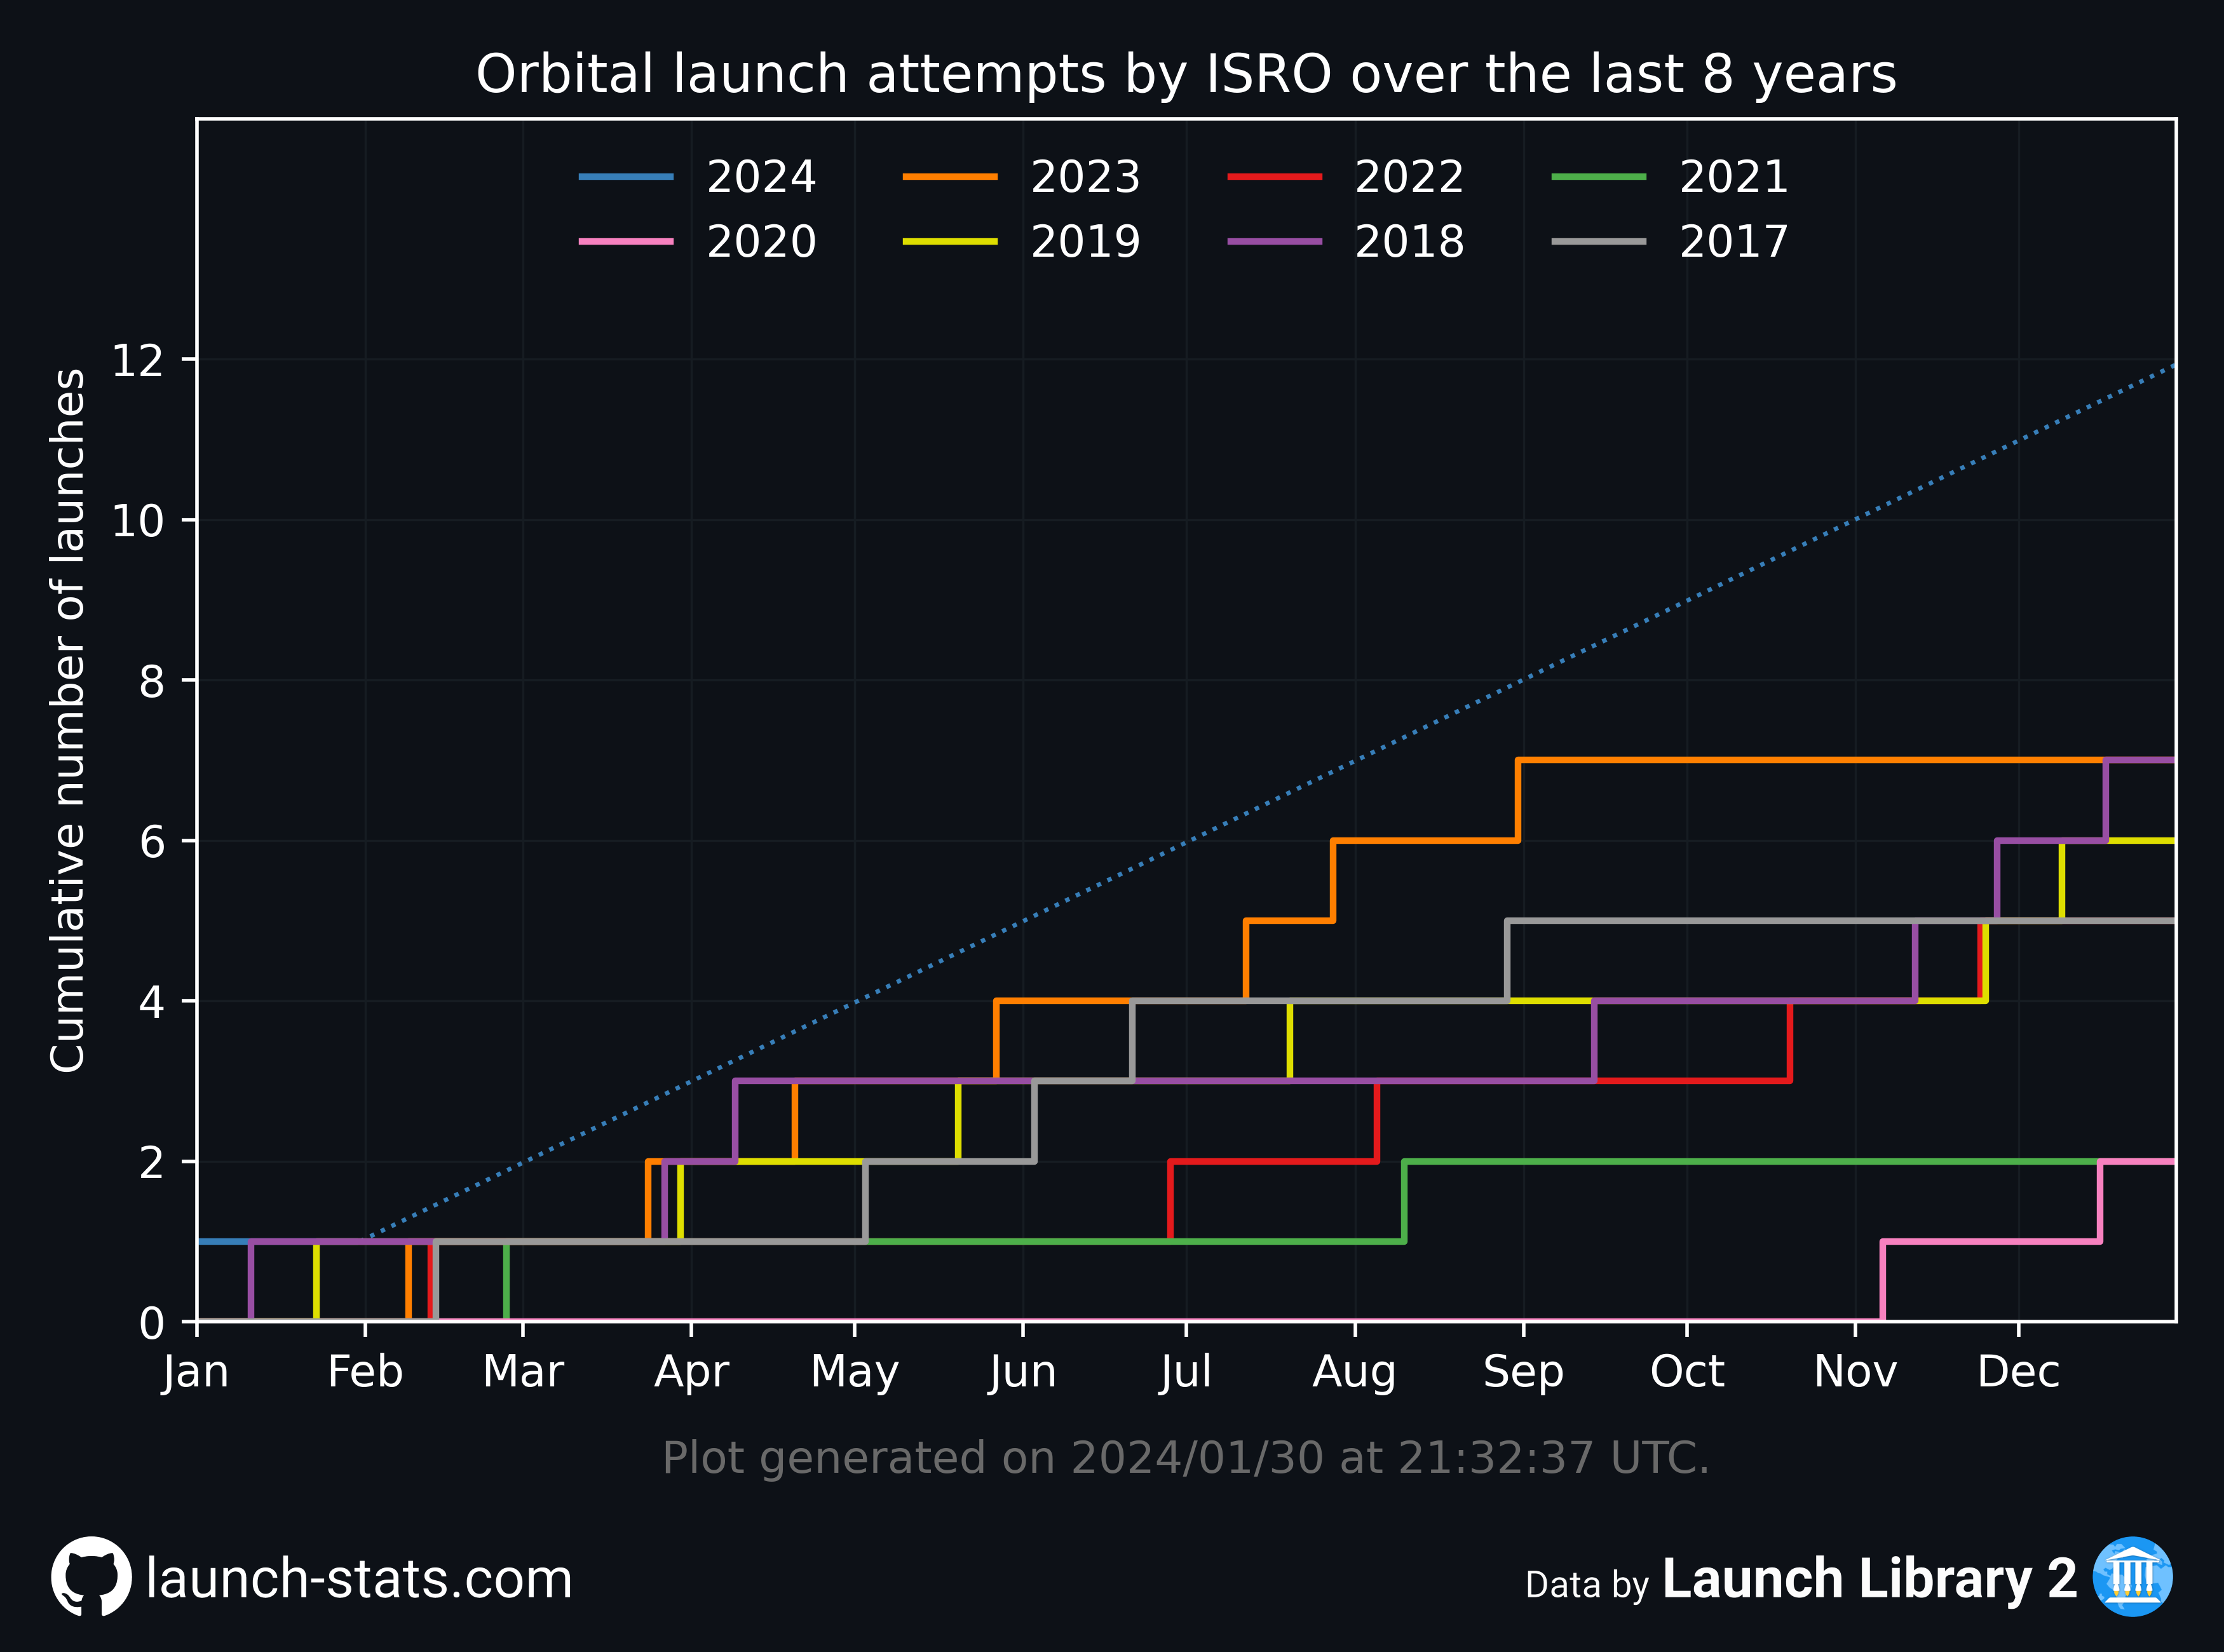 Orbital launch attempts by ISRO over the last 8 years
2024 2023 2022 2021
2020 2019 2018 2017
Cumulative number of launches
12
10
8
6
4
2
0
Jan Feb Mar Apr May Jun Jul Aug Sep Oct Nov Dec
Plot generated on 2024/01/30 at 21:32:37 UTC.
launch-stats.com
Data by Launch Library 2